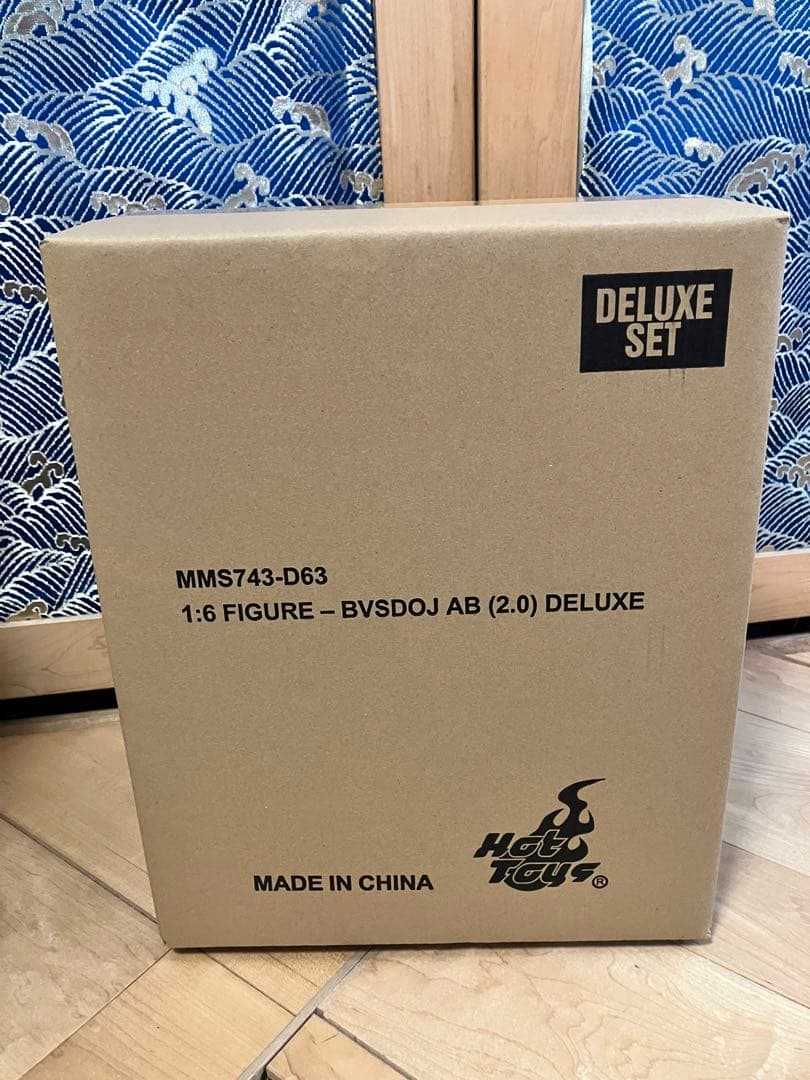 DELUXE
SET
MMS743-D63
1:6 FIGURE – BVSDOJ AB (2.0) DELUXE
Hot
Toys®
MADE IN CHINA